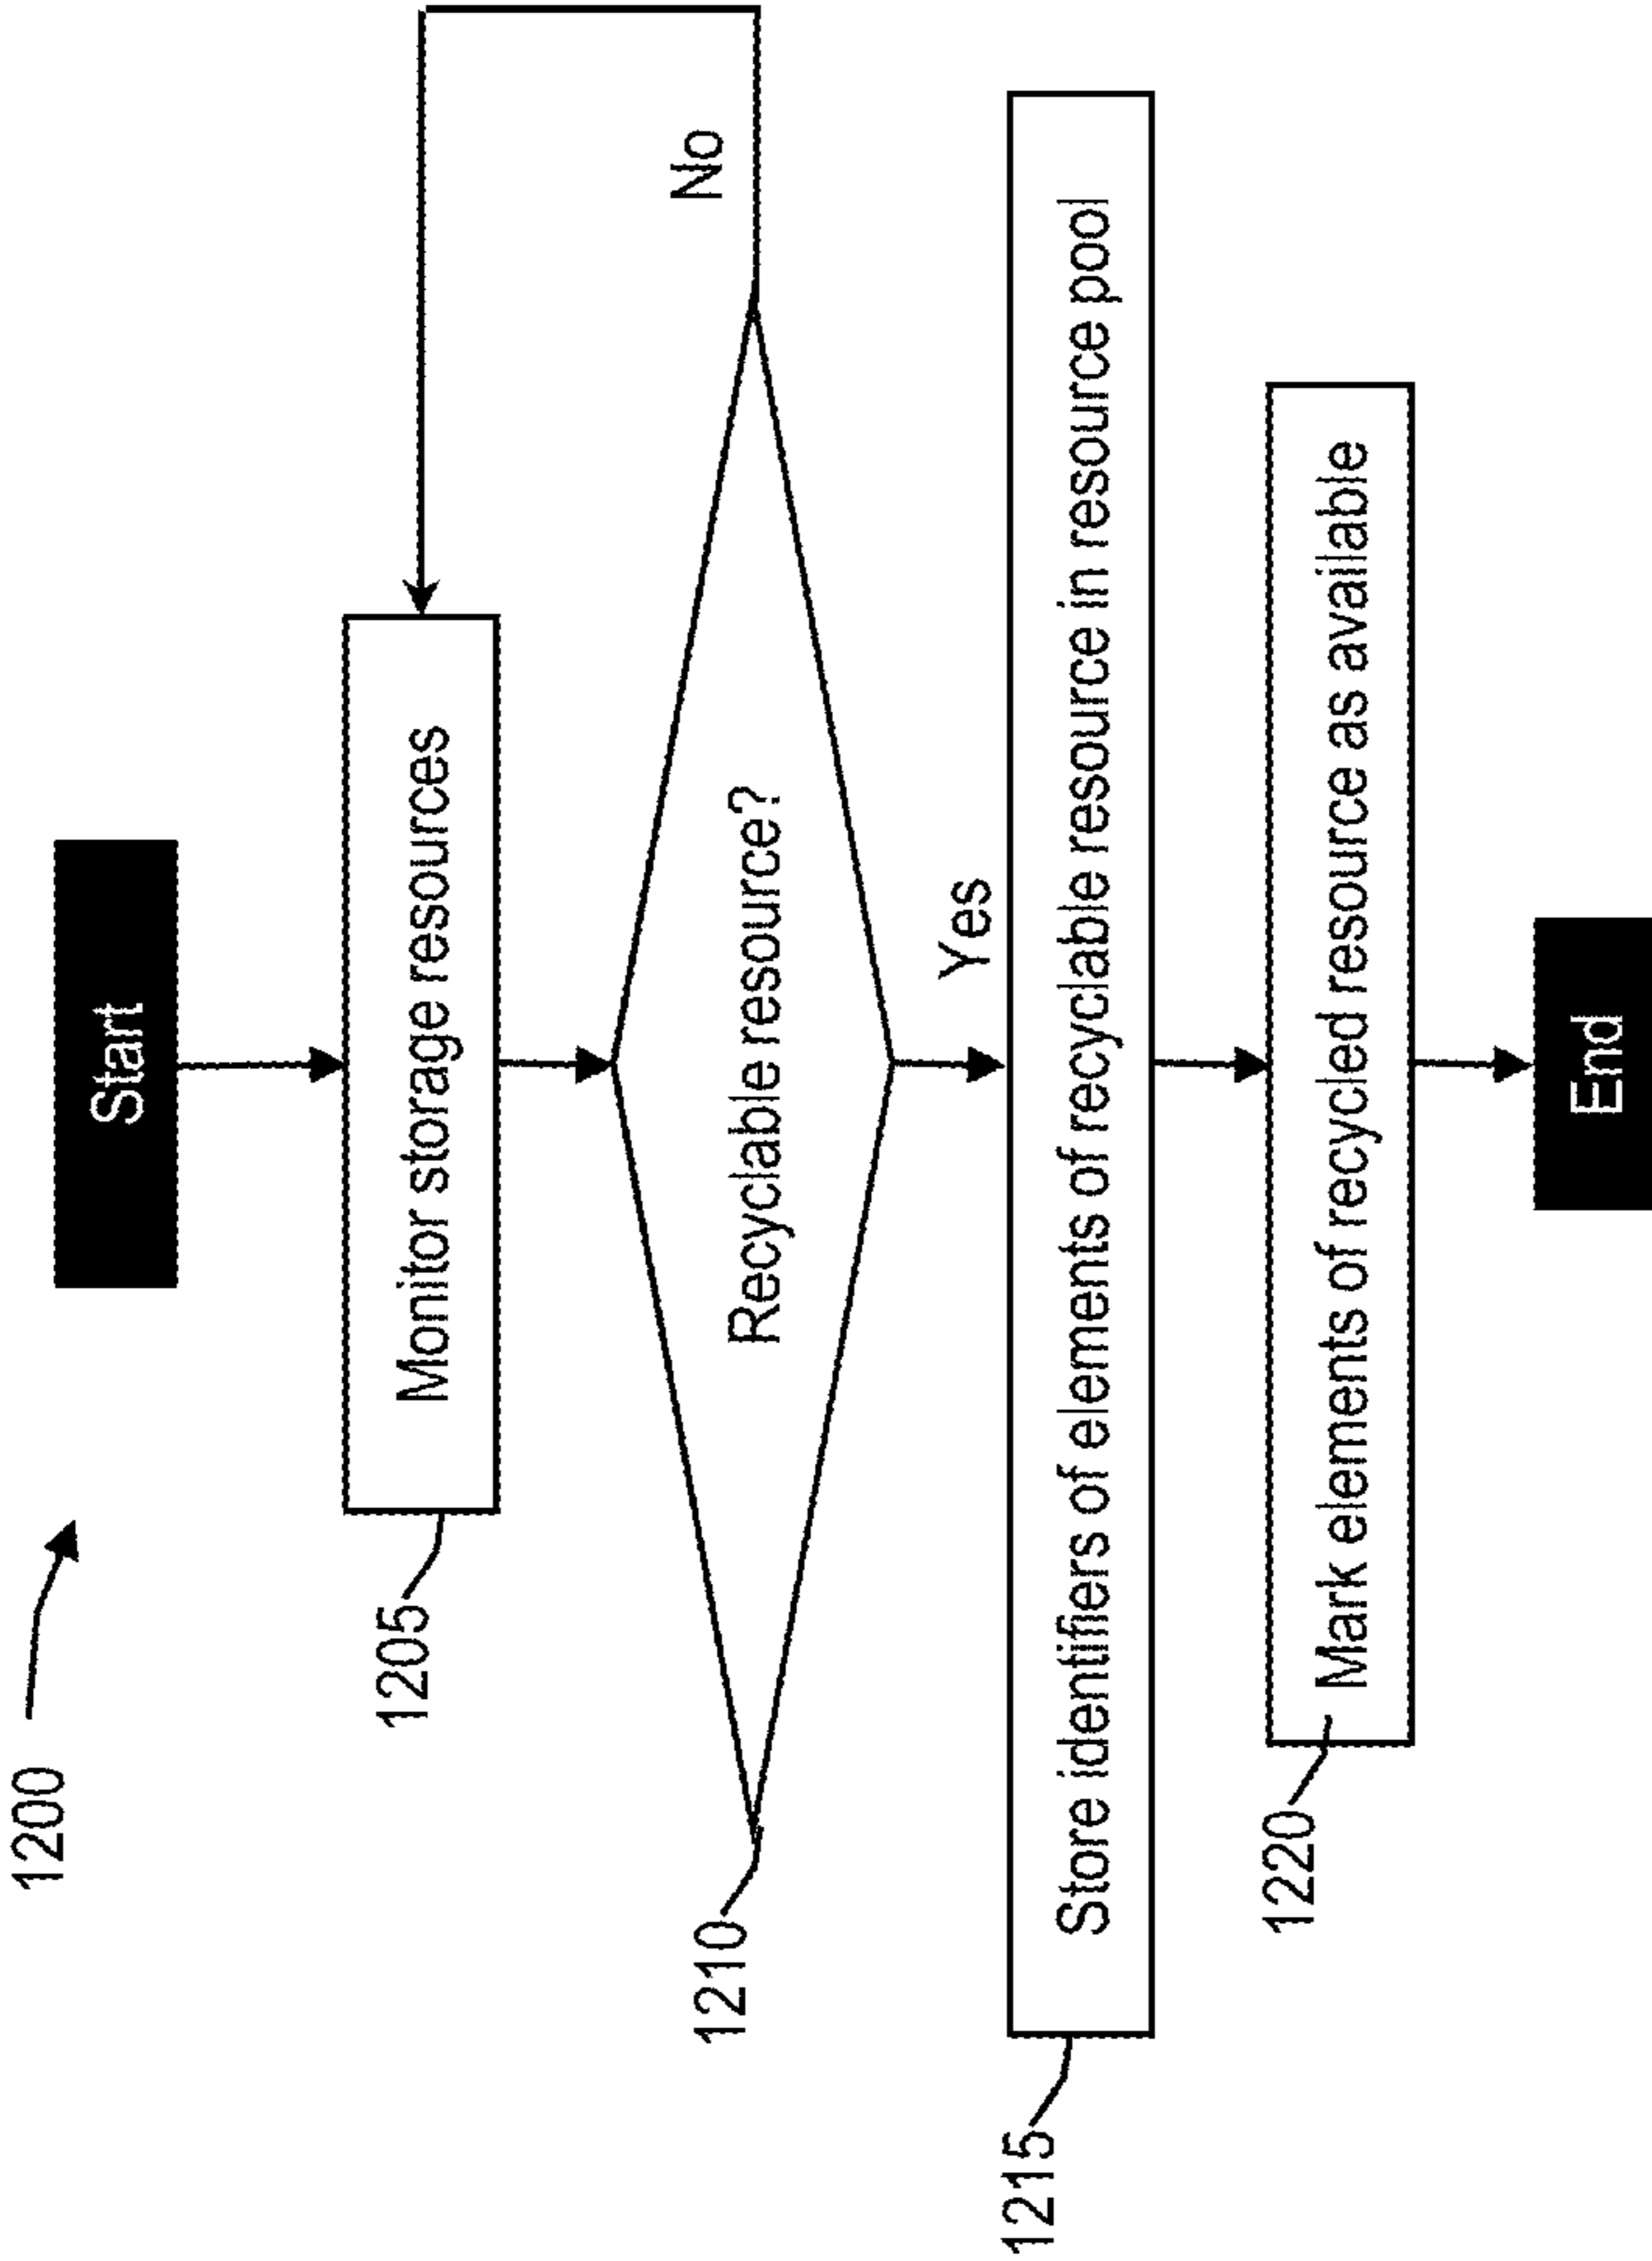 1200
Start
1205
Monitor storage resources
1210
Recyclable resource?
No
Yes
1215
Store identifiers of elements of recyclable resource in resource pool
1220
Mark elements of recycled resource as available
End